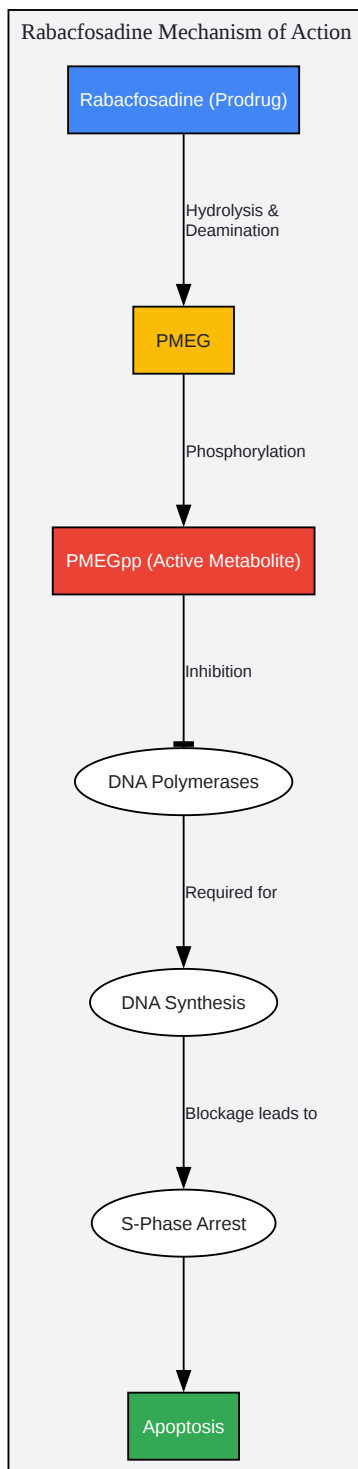 Rabacfosadine Mechanism of Action
Rabacfosadine (Prodrug)
Hydrolysis &
Deamination
PMEG
Phosphorylation
PMEGpp (Active Metabolite)
Inhibition
DNA Polymerases
Required for
DNA Synthesis
Blockage leads to
S-Phase Arrest
Apoptosis